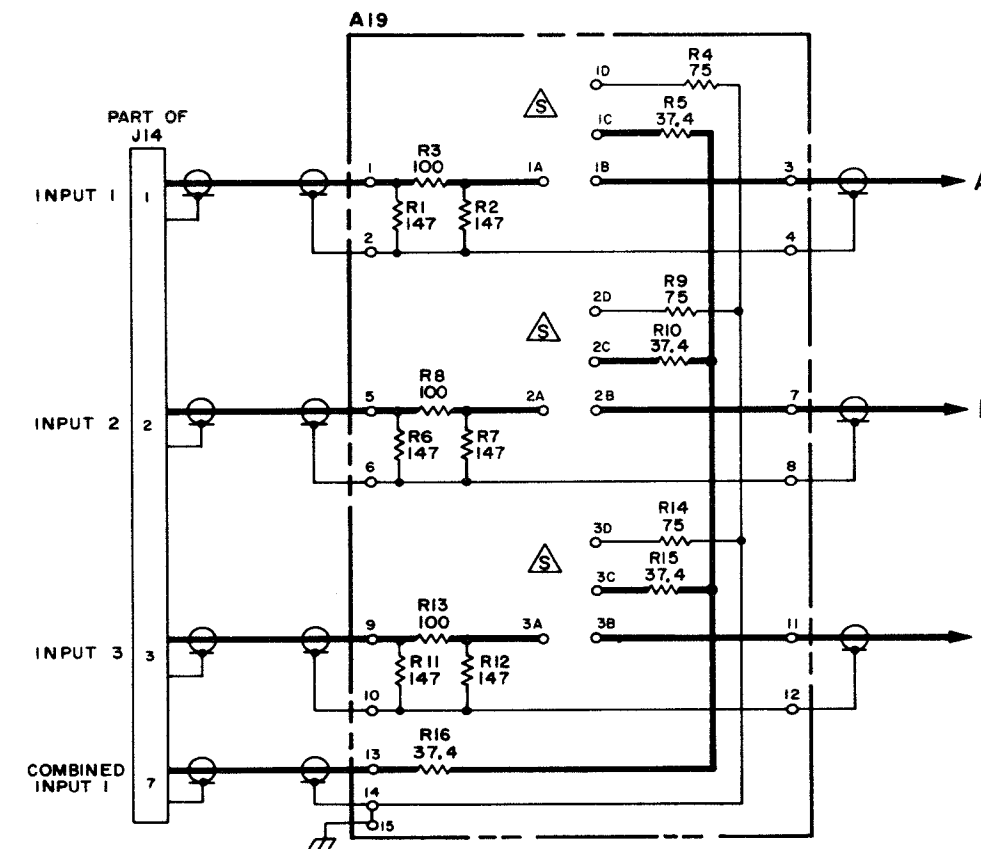 A19
R4
75
1D
S
R5
37.4
1C
PART OF
J14
R3
100
1
1A
1B
3
INPUT 1
1
A
R1
147
R2
147
2
4
R9
75
2D
S
R10
37.4
2C
R8
100
5
2A
2B
7
INPUT 2
2
R6
147
R7
147
6
8
R14
75
3D
S
R15
37.4
3C
R13
100
9
3A
3B
11
INPUT 3
3
R11
147
R12
147
10
12
R16
37.4
13
COMBINED
INPUT 1
7
14
15